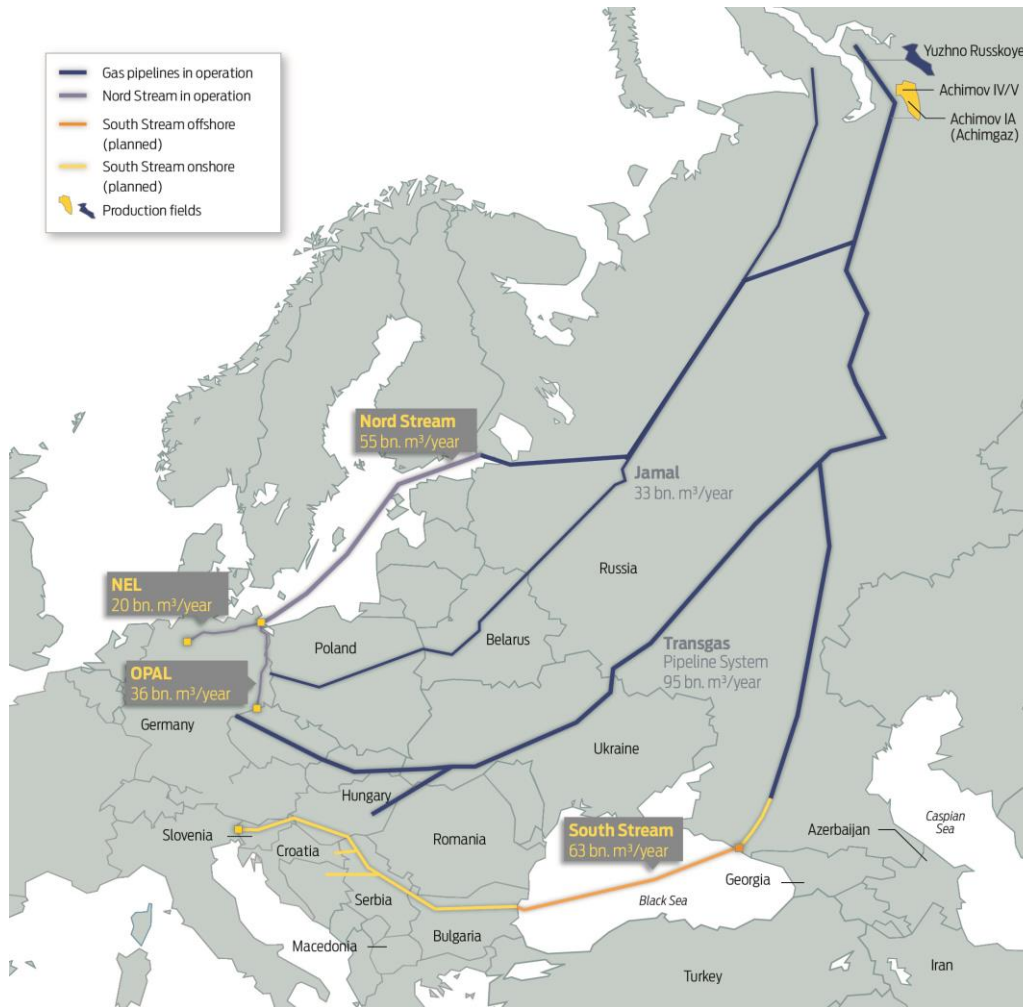 Gas pipelines in operation
Nord Stream in operation
South Stream offshore
(planned)
South Stream onshore
(planned)
Production fields
Yuzhno Russkoye
Achimov IV/V
Achimov IA
(Achimgaz)
Nord Stream
55 bn. m³/year
Jamal
33 bn. m³/year
Russia
NEL
20 bn. m³/year
Poland
Belarus
OPAL
36 bn. m³/year
Transgas
Pipeline System
95 bn. m³/year
Germany
Ukraine
Hungary
Slovenia
Croatia
Romania
South Stream
63 bn. m³/year
Azerbaijan
Caspian
Sea
Serbia
Georgia
Black Sea
Bulgaria
Macedonia
Turkey
Iran